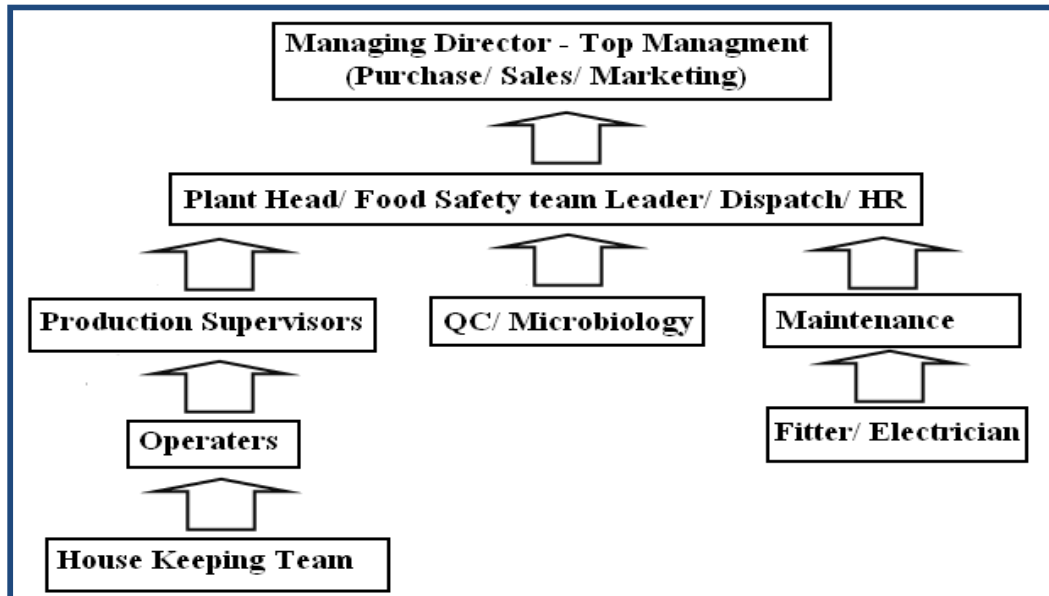 Managing Director - Top Managment
(Purchase/ Sales/ Marketing)
Plant Head/ Food Safety team Leader/ Dispatch/ HR
Production Supervisors
QC/ Microbiology
Maintenance
Operaters
Fitter/ Electrician
House Keeping Team